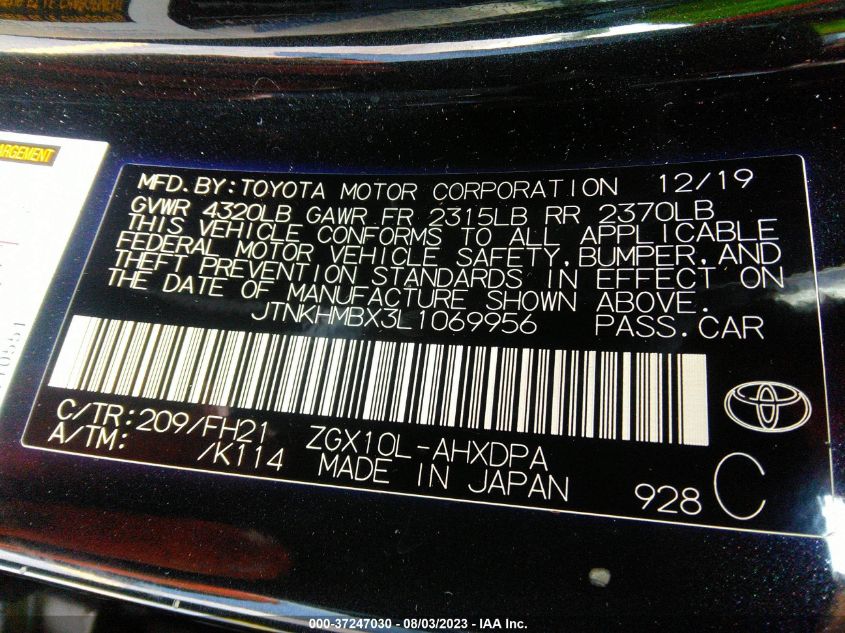 ARGEMENT
MFD.BY:TOYOTA MOTOR CORPORATION 12/19
GVWR 4320LB GAWR FR 2315LB RR 2370LB
THIS VEHICLE CONFORMS TO ALL APPLICABLE
FEDERAL MOTOR VEHICLE SAFETY,BUMPER,AND
THEFT PREVENTION STANDARDS IN EFFECT ON
THE DATE OF MANUFACTURE SHOWN ABOVE.
JTNKHMBX3L1069956 PASS.CAR
C/TR:209/FH21 ZGX10L-AHXDPA
A/TM: /K114 MADE IN JAPAN 928 C
000-37247030 - 08/03/2023 - IAA Inc.